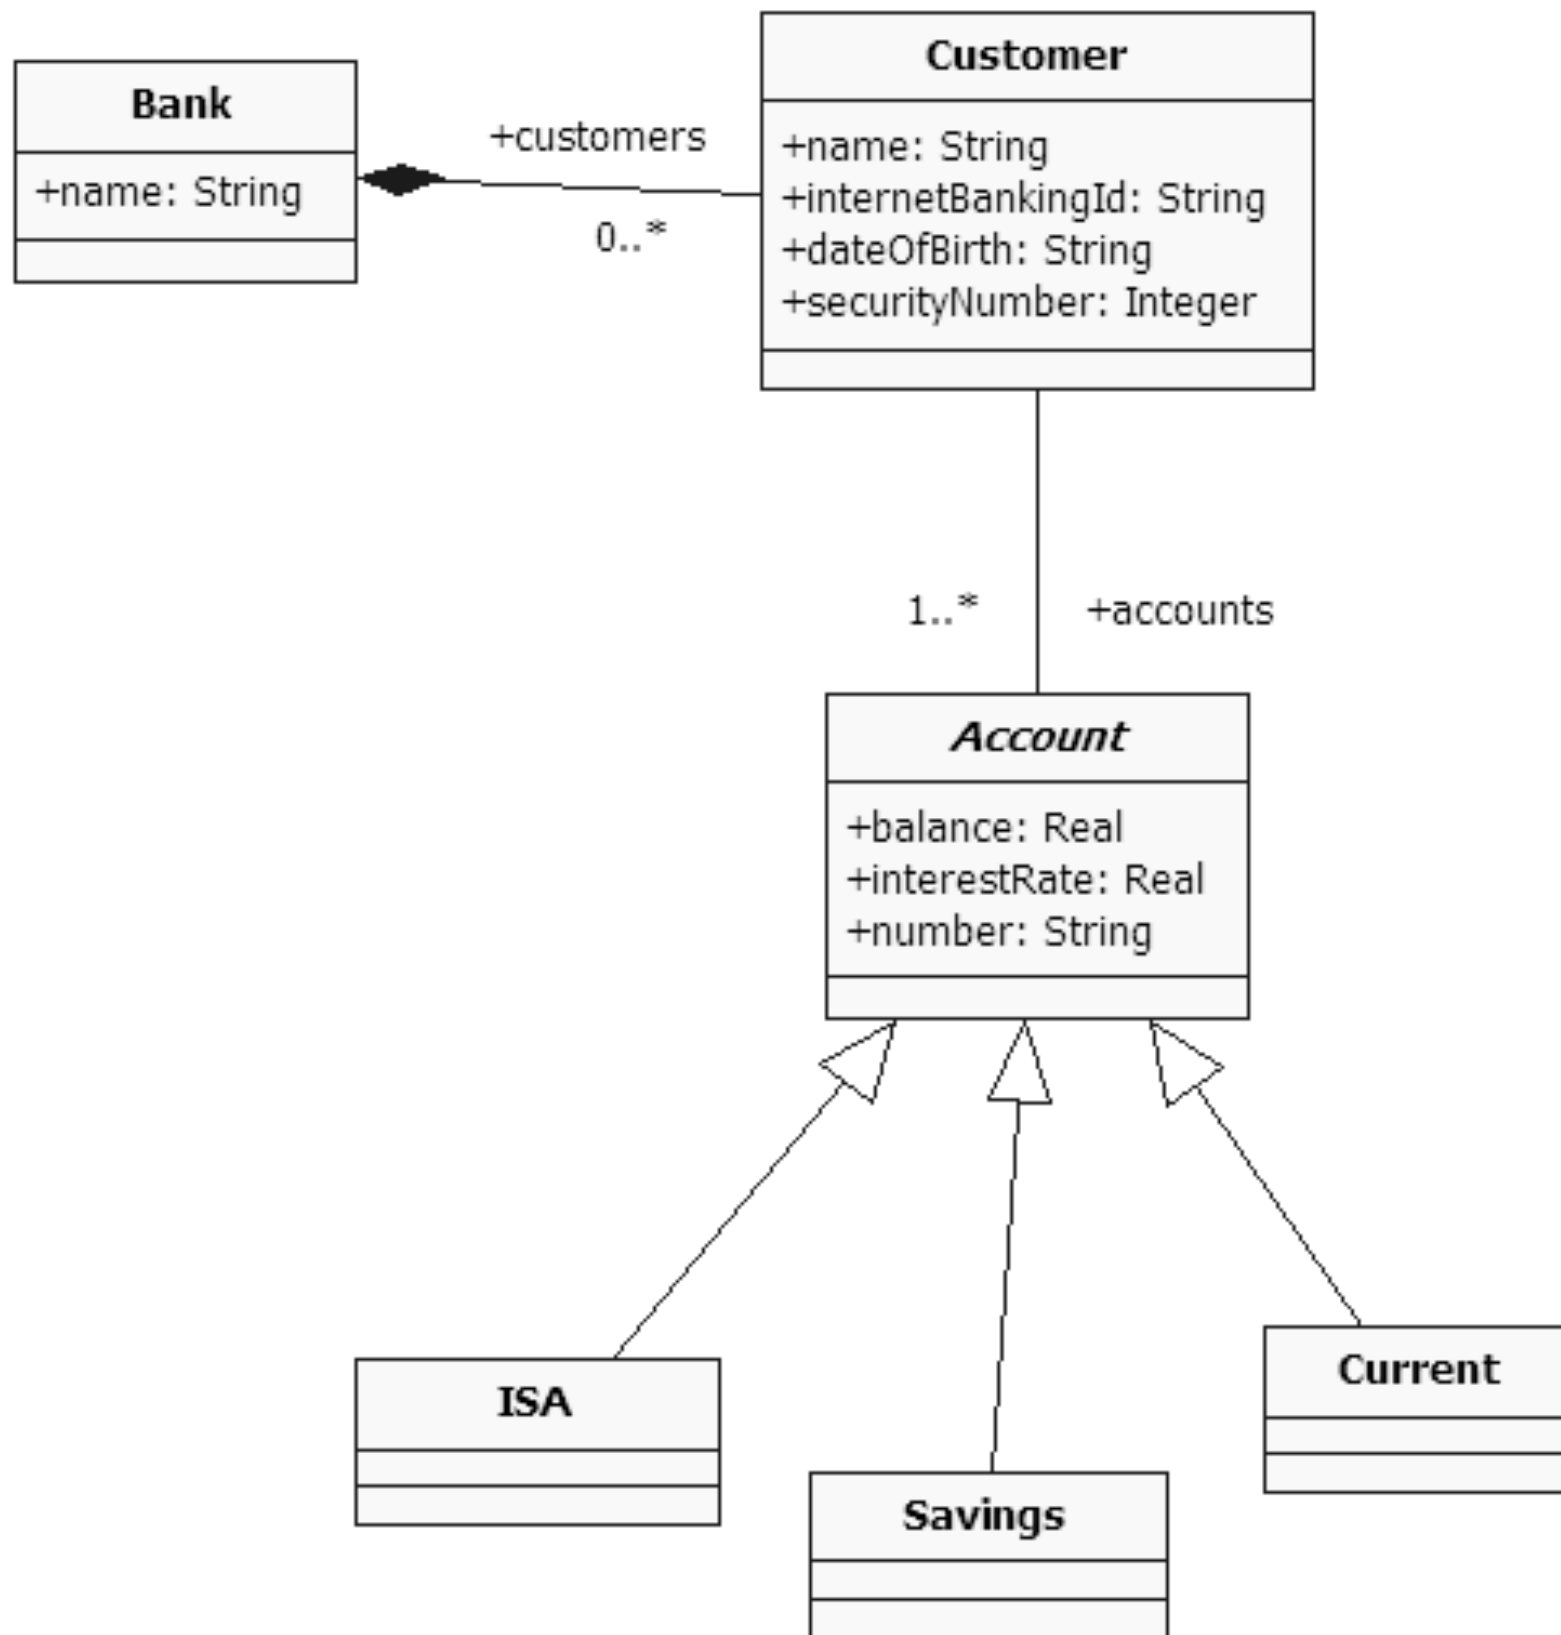 Bank
+name: String
+customers
0..*
Customer
+name: String
+internetBankingId: String
+dateOfBirth: String
+securityNumber: Integer
1..*
+accounts
Account
+balance: Real
+interestRate: Real
+number: String
ISA
Savings
Current